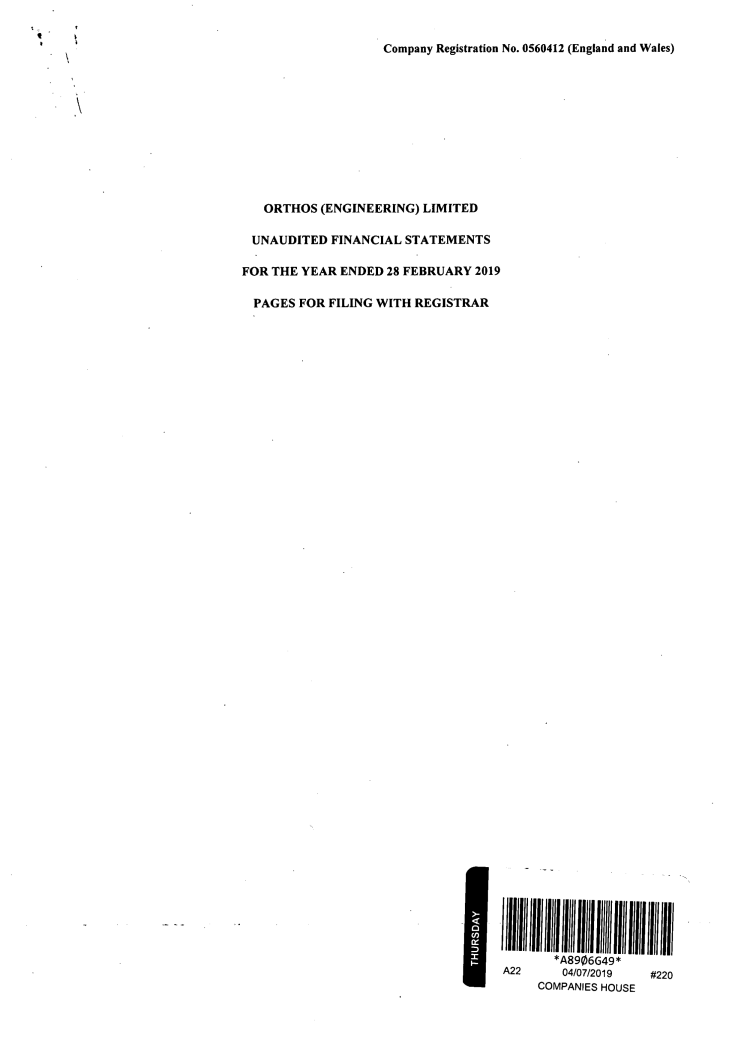 Company Registration No. 0560412 (England and Wales)
ORTHOS (ENGINEERING) LIMITED
UNAUDITED FINANCIAL STATEMENTS
FOR THE YEAR ENDED 28 FEBRUARY 2019
PAGES FOR FILING WITH REGISTRAR
THURSDAY
*A89Ø6G49*
A22 04/07/2019 #220
COMPANIES HOUSE